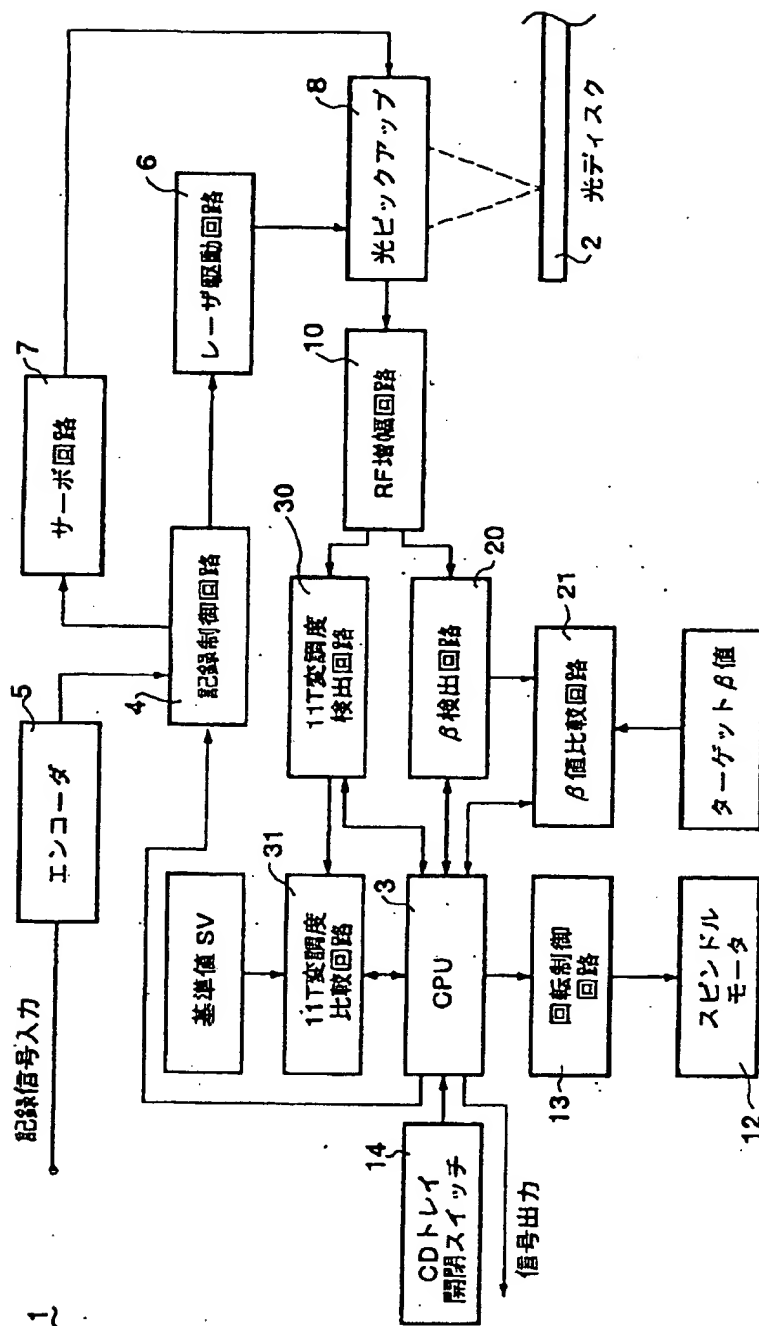 1
記録信号入力
5
エンコーダ
7
サーボ回路
4
記録制御回路
6
レーザ駆動回路
8
光ピックアップ
2
光ディスク
基準値 SV
31
11T変調度
比較回路
30
11T変調度
検出回路
10
RF増幅回路
14
CDトレイ
開閉スイッチ
信号出力
3
CPU
20
β検出回路
21
β値比較回路
13
回転制御
回路
12
スピンドル
モータ
ターゲットβ値